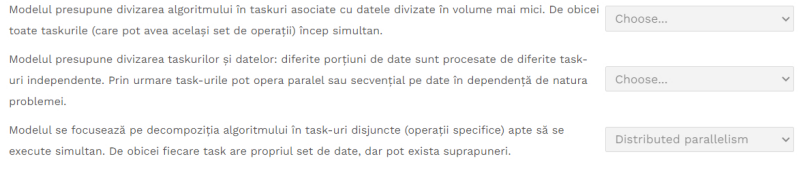 Modelul presupune divizarea algoritmului în taskuri asociate cu datele divizate în volume mai mici. De obicei
toate taskurile (care pot avea același set de operații) încep simultan.
Choose...
Modelul presupune divizarea taskurilor și datelor: diferite porțiuni de date sunt procesate de diferite task-
uri independente. Prin urmare task-urile pot opera paralel sau secvențial pe date în dependență de natura
problemei.
Choose...
Modelul se focusează pe decompoziția algoritmului în task-uri disjuncte (operații specifice) apte să se
execute simultan. De obicei fiecare task are propriul set de date, dar pot exista suprapuneri.
Distributed parallelism